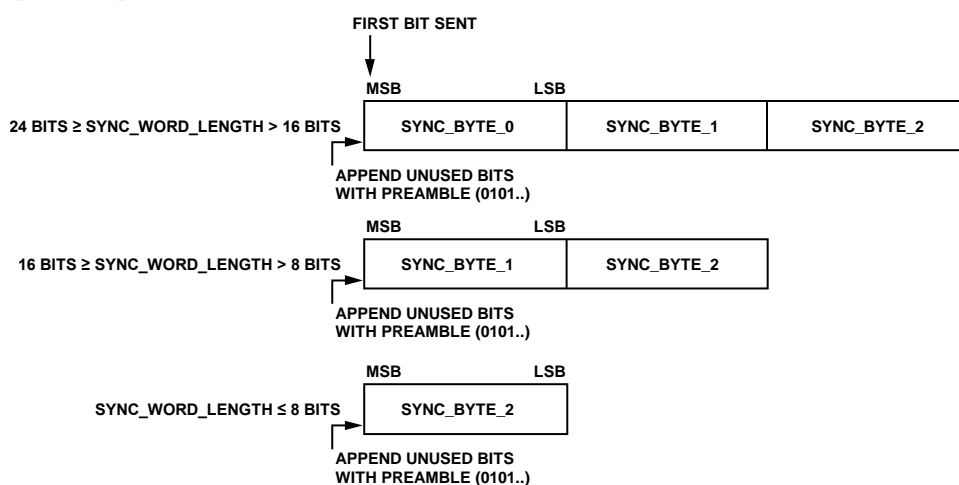 FIRST BIT SENT
MSB LSB
24 BITS ≥ SYNC_WORD_LENGTH > 16 BITS SYNC_BYTE_0 SYNC_BYTE_1 SYNC_BYTE_2
APPEND UNUSED BITS
WITH PREAMBLE (0101..)
MSB LSB
16 BITS ≥ SYNC_WORD_LENGTH > 8 BITS SYNC_BYTE_1 SYNC_BYTE_2
APPEND UNUSED BITS
WITH PREAMBLE (0101..)
MSB LSB
SYNC_WORD_LENGTH ≤ 8 BITS SYNC_BYTE_2
APPEND UNUSED BITS
WITH PREAMBLE (0101..)